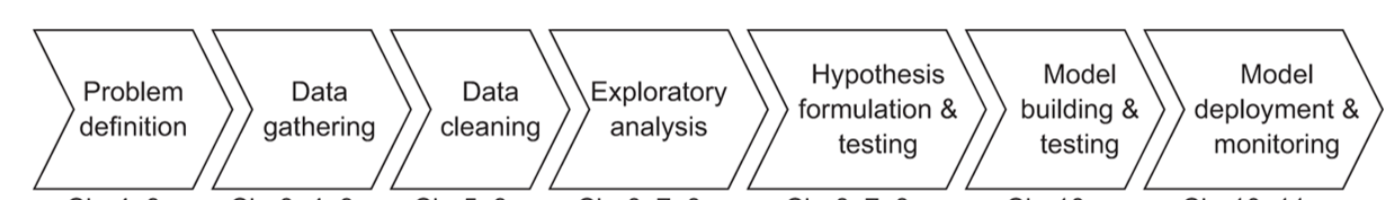 Problem
definition
Data
gathering
Data
cleaning
Exploratory
analysis
Hypothesis
formulation &
testing
Model
building &
testing
Model
deployment &
monitoring